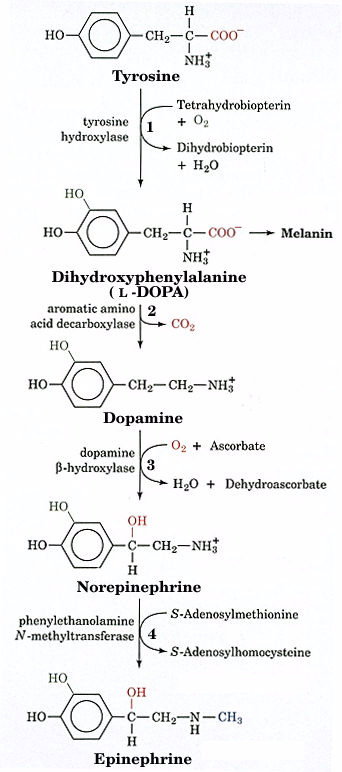 H
HO
CH₂—C—COO⁻
NH₃⁺
Tyrosine
tyrosine
hydroxylase
1
Tetrahydrobiopterin
+ O₂
Dihydrobiopterin
+ H₂O
HO
H
HO
CH₂—C—COO⁻
Melanin
NH₃⁺
Dihydroxyphenylalanine
(L-DOPA)
aromatic amino
acid decarboxylase
2
CO₂
HO
HO
CH₂—CH₂—NH₃⁺
Dopamine
dopamine
β-hydroxylase
3
O₂ + Ascorbate
H₂O + Dehydroascorbate
HO
OH
HO
C—CH₂—NH₃⁺
H
Norepinephrine
phenylethanolamine
N-methyltransferase
4
S-Adenosylmethionine
S-Adenosylhomocysteine
HO
OH
HO
C—CH₂—N—CH₃
H
H
Epinephrine